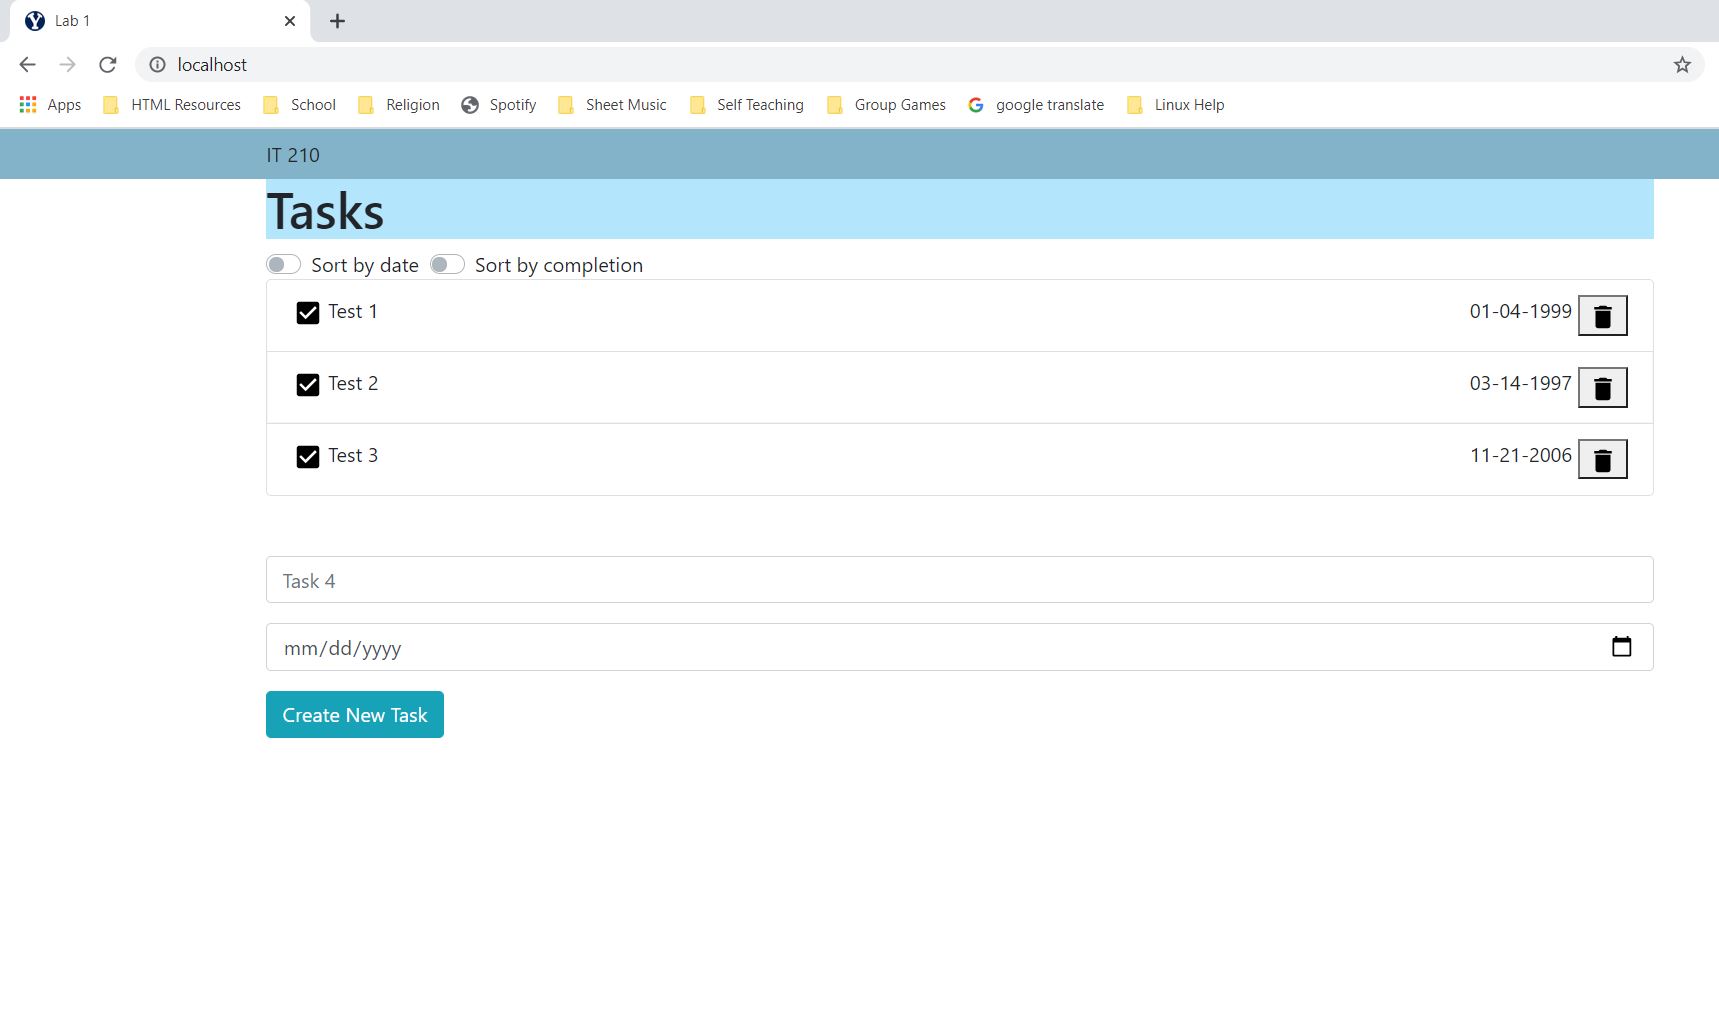 Lab 1
localhost
Apps HTML Resources School Religion Spotify Sheet Music Self Teaching Group Games google translate Linux Help
IT 210
Tasks
Sort by date Sort by completion
Test 1 01-04-1999
Test 2 03-14-1997
Test 3 11-21-2006
Task 4
mm/dd/yyyy
Create New Task